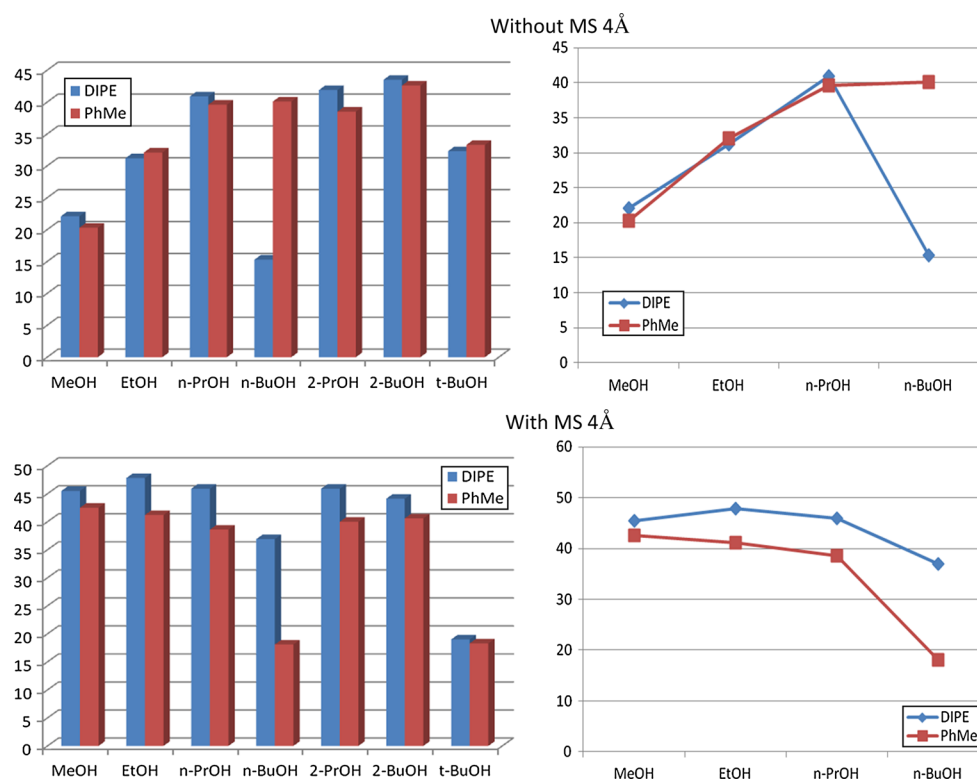 Without MS 4Å
45
40
35
30
25
20
15
10
5
0
DIPE
PhMe
MeOH EtOH n-PrOH n-BuOH 2-PrOH 2-BuOH t-BuOH
45
40
35
30
25
20
15
10
5
0
DIPE
PhMe
MeOH EtOH n-PrOH n-BuOH
With MS 4Å
50
45
40
35
30
25
20
15
10
5
0
DIPE
PhMe
MeOH EtOH n-PrOH n-BuOH 2-PrOH 2-BuOH t-BuOH
60
50
40
30
20
10
0
DIPE
PhMe
MeOH EtOH n-PrOH n-BuOH